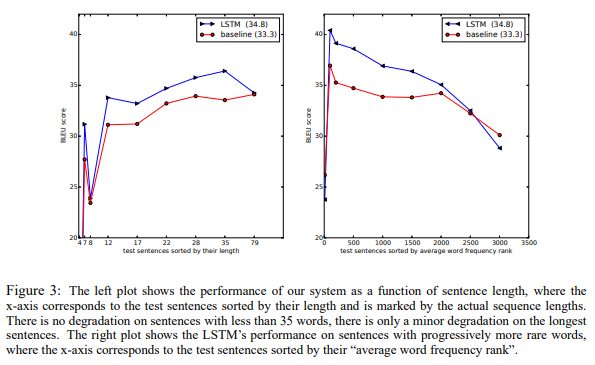 LSTM (34.8)
baseline (33.3)
BLEU score
40
35
30
25
20
4 7 8 12 17 22 28 35 79
test sentences sorted by their length
LSTM (34.8)
baseline (33.3)
BLEU score
40
35
30
25
20
0 500 1000 1500 2000 2500 3000 3500
test sentences sorted by average word frequency rank
Figure 3: The left plot shows the performance of our system as a function of sentence length, where the
x-axis corresponds to the test sentences sorted by their length and is marked by the actual sequence lengths.
There is no degradation on sentences with less than 35 words, there is only a minor degradation on the longest
sentences. The right plot shows the LSTM’s performance on sentences with progressively more rare words,
where the x-axis corresponds to the test sentences sorted by their “average word frequency rank”.